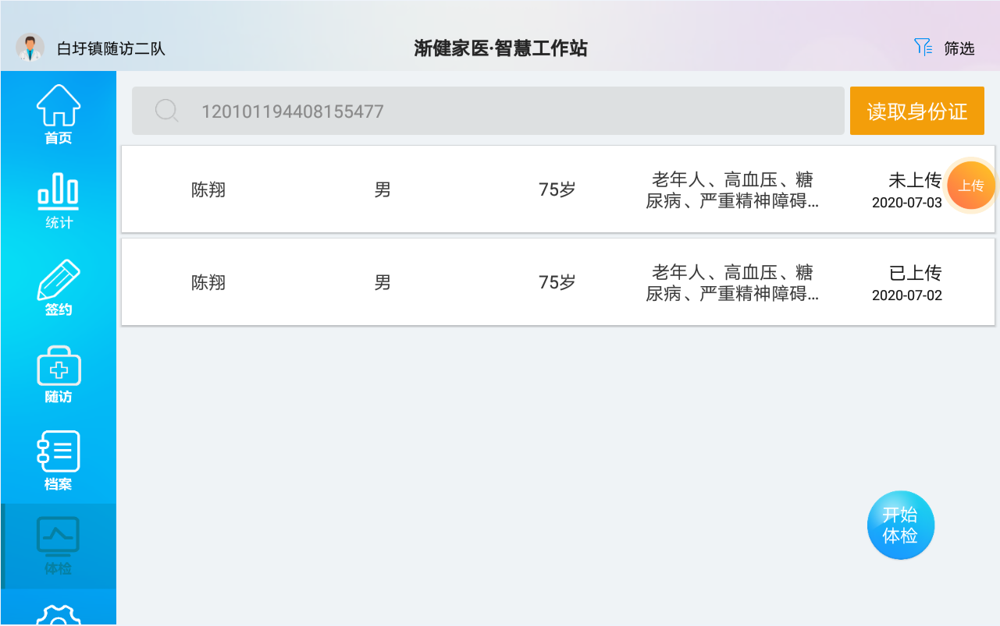 白圩镇随访二队
渐健家医·智慧工作站
筛选
首页
统计
签约
随访
档案
体检
120101194408155477
读取身份证
陈翔
男
75岁
老年人、高血压、糖
尿病、严重精神障碍...
未上传
2020-07-03
上传
陈翔
男
75岁
老年人、高血压、糖
尿病、严重精神障碍...
已上传
2020-07-02
开始
体检